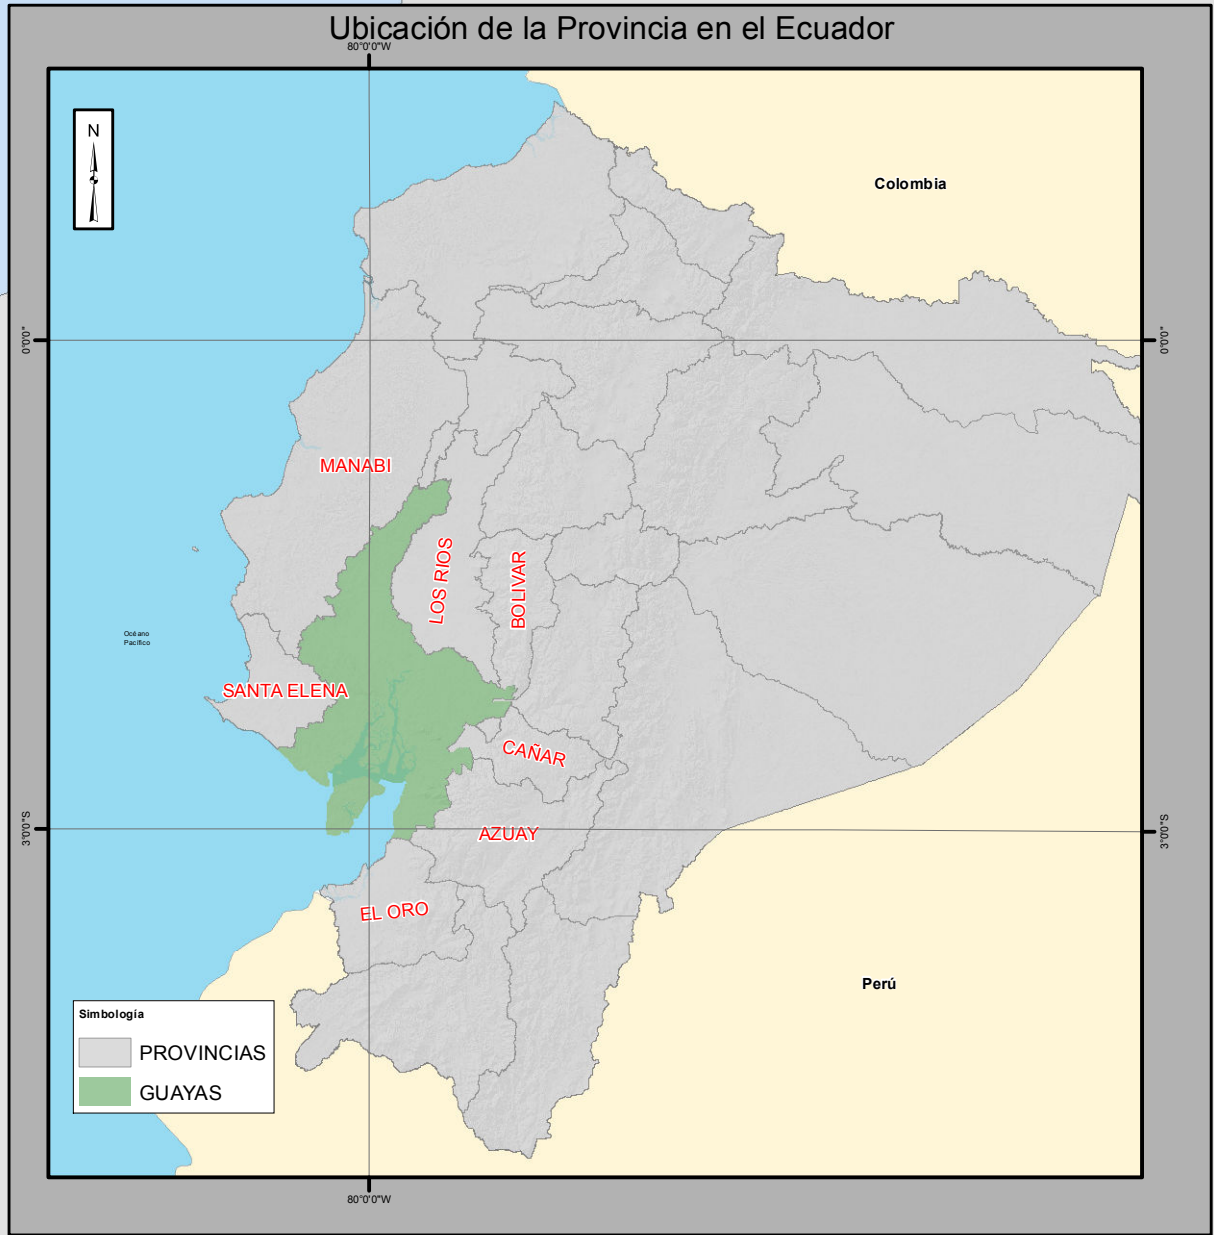 Ubicación de la Provincia en el Ecuador
80°0'0"W
N
Colombia
0°0'0"
0°0'0"
MANABI
LOS RIOS
BOLIVAR
Océano
Pacífico
SANTA ELENA
CAÑAR
3°0'0"S
3°0'0"S
AZUAY
EL ORO
Perú
Simbología
PROVINCIAS
GUAYAS
80°0'0"W